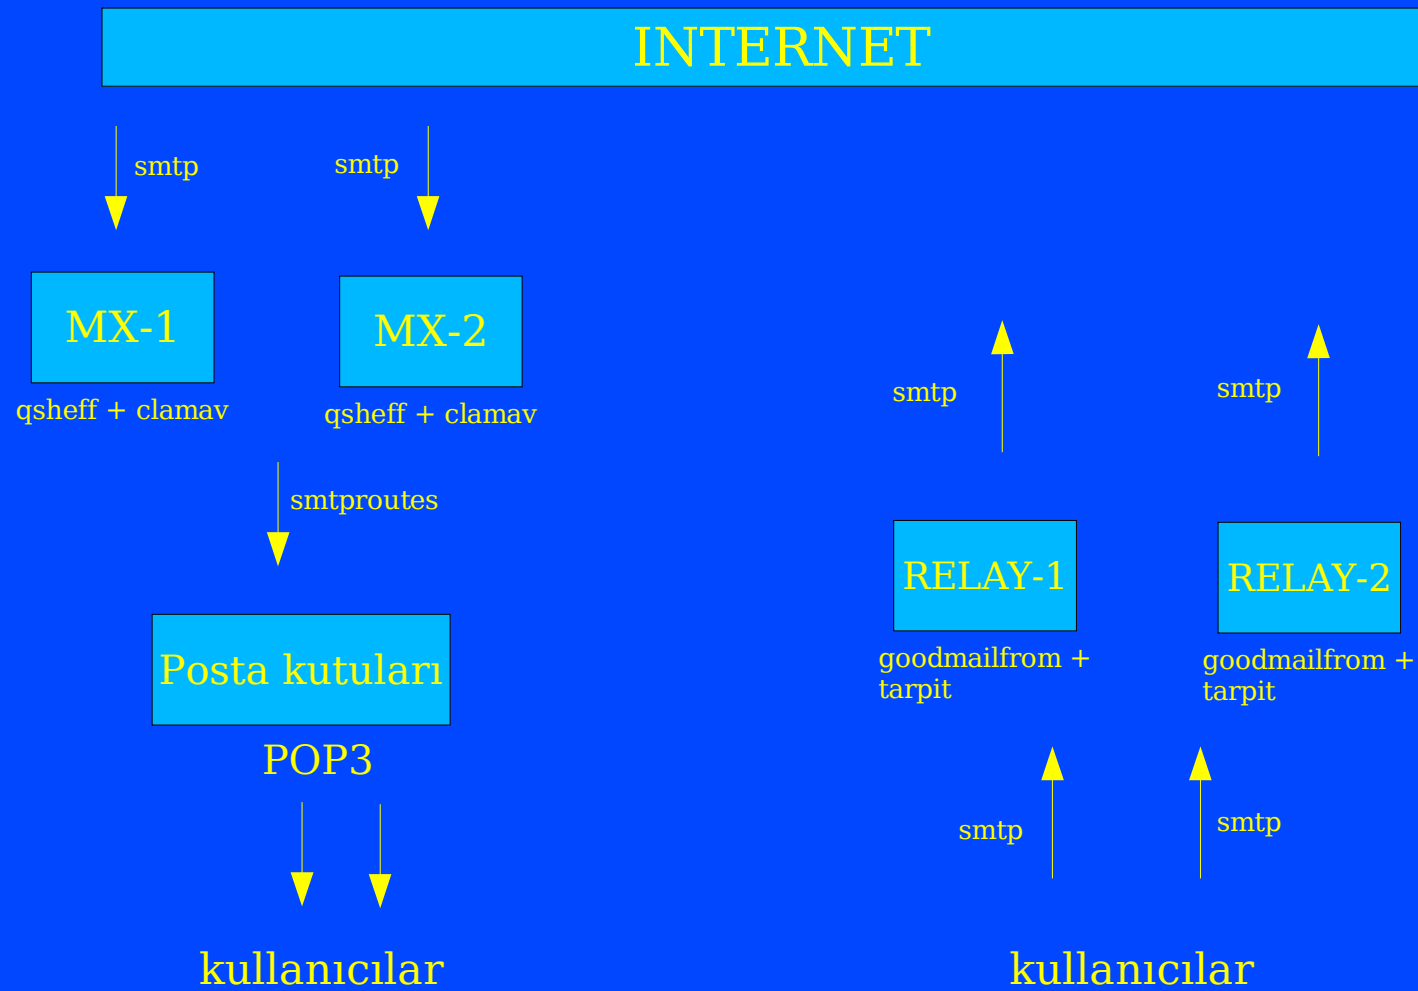 INTERNET
smtp
smtp
MX-1
MX-2
qsheff + clamav
qsheff + clamav
smtproutes
Posta kutuları
POP3
kullanıcılar
smtp
smtp
RELAY-1
RELAY-2
goodmailfrom +
tarpit
goodmailfrom +
tarpit
smtp
smtp
kullanıcılar